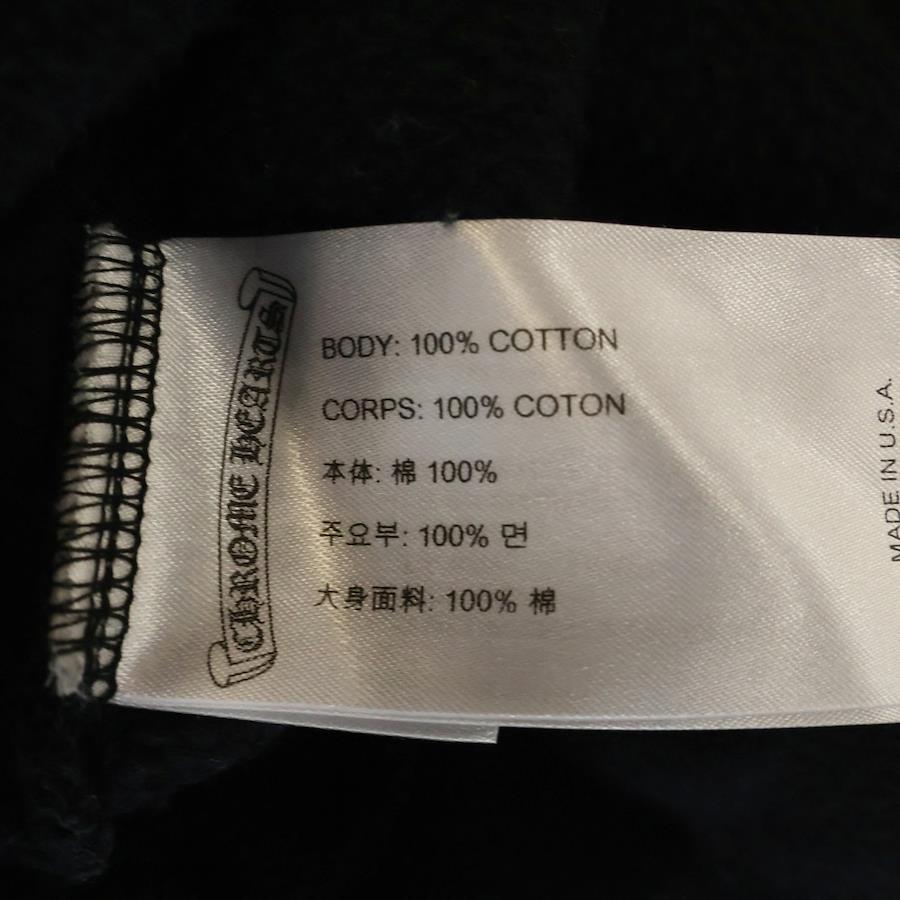 CHROME HEARTS
BODY: 100% COTTON
CORPS: 100% COTON
本体: 棉 100%
주요부: 100% 면
大身面料: 100% 棉
MADE IN U.S.A.